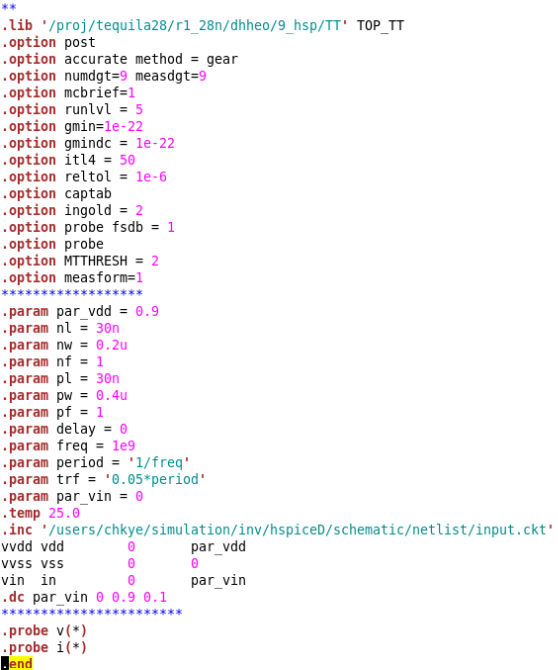 **
.lib '/proj/tequila28/r1_28n/dhheo/9_hsp/TT' TOP_TT
.option post
.option accurate method = gear
.option numdgt=9 measdgt=9
.option mcbrief=1
.option runlvl = 5
.option gmin=1e-22
.option gmindc = 1e-22
.option itl4 = 50
.option reltol = 1e-6
.option captab
.option ingold = 2
.option probe fsdb = 1
.option probe
.option MTTHRESH = 2
.option measform=1
******************
.param par_vdd = 0.9
.param nl = 30n
.param nw = 0.2u
.param nf = 1
.param pl = 30n
.param pw = 0.4u
.param pf = 1
.param delay = 0
.param freq = 1e9
.param period = '1/freq'
.param trf = '0.05*period'
.param par_vin = 0
.temp 25.0
.inc '/users/chkye/simulation/inv/hspiceD/schematic/netlist/input.ckt'
vvdd vdd 0 par_vdd
vvss vss 0 0
vin in 0 par_vin
.dc par_vin 0 0.9 0.1
***********************
.probe v(*)
.probe i(*)
.end